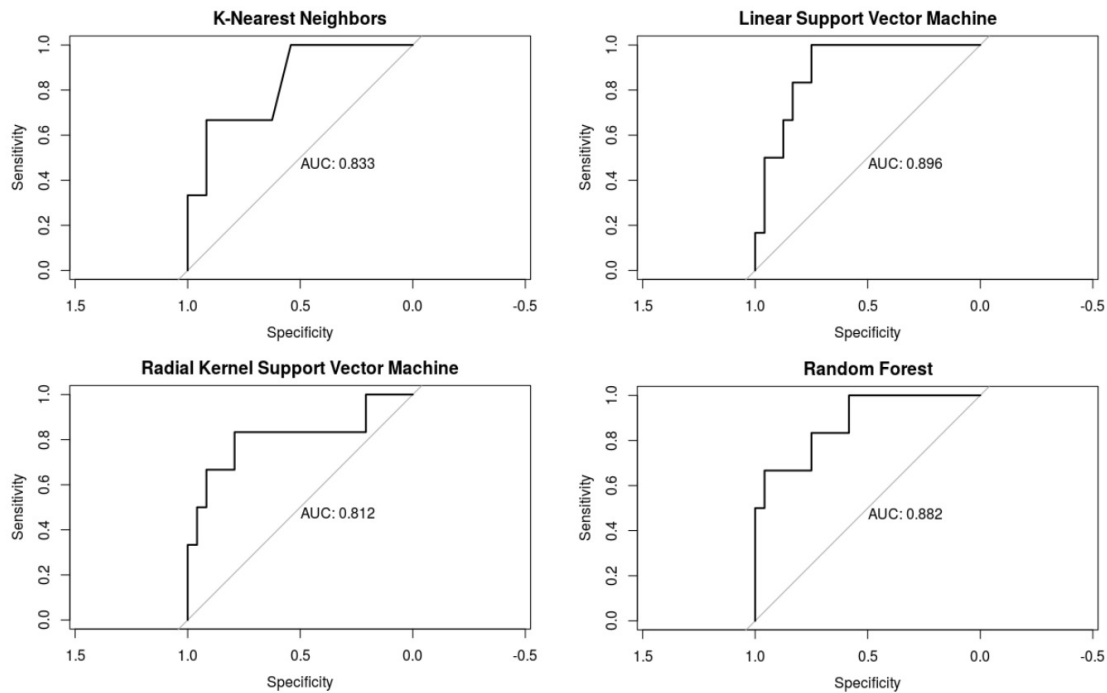 K-Nearest Neighbors
Sensitivity
1.0
0.8
0.6
0.4
0.2
0.0
AUC: 0.833
1.5 1.0 0.5 0.0 -0.5
Specificity
Linear Support Vector Machine
Sensitivity
1.0
0.8
0.6
0.4
0.2
0.0
AUC: 0.896
1.5 1.0 0.5 0.0 -0.5
Specificity
Radial Kernel Support Vector Machine
Sensitivity
1.0
0.8
0.6
0.4
0.2
0.0
AUC: 0.812
1.5 1.0 0.5 0.0 -0.5
Specificity
Random Forest
Sensitivity
1.0
0.8
0.6
0.4
0.2
0.0
AUC: 0.882
1.5 1.0 0.5 0.0 -0.5
Specificity